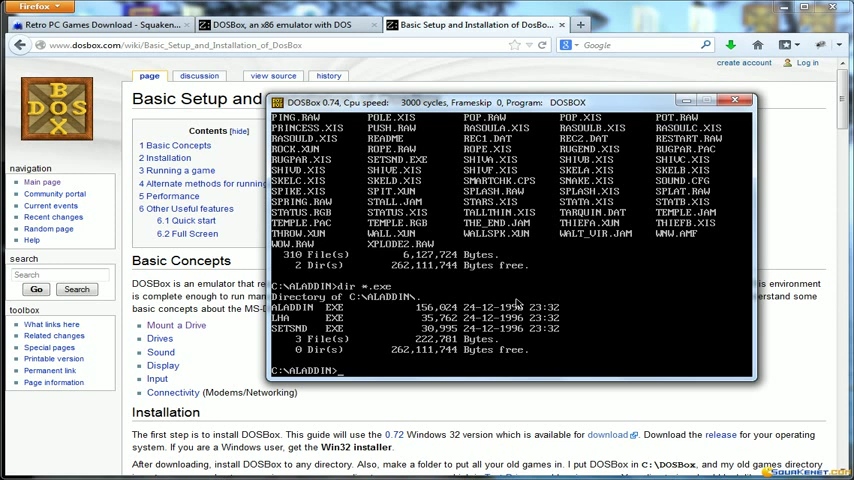 Firefox
Retro PC Games Download - Squaken...
DOSBox, an x86 emulator with DOS
Basic Setup and Installation of DosBo...
www.dosbox.com/wiki/Basic_Setup_and_Installation_of_DosBox
Google
create account Log in
page discussion view source history
Basic Setup and
DOS BOX
Contents [hide]
1 Basic Concepts
2 Installation
3 Running a game
4 Alternate methods for running
5 Performance
6 Other Useful features
6.1 Quick start
6.2 Full Screen
navigation
Main page
Community portal
Current events
Recent changes
Random page
Help
search
Search
Go Search
toolbox
What links here
Related changes
Special pages
Printable version
Permanent link
Page information
DOSBox 0.74, Cpu speed: 3000 cycles, Frameskip 0, Program: DOSBOX
PING.RAW POLE.XIS POP.RAW POP.XIS POT.RAW
PRINCESS.XIS PUSH.RAW RASOULA.XIS RASOULB.XIS RASOULC.XIS
RASOULD.XIS README REC1.DAT REC2.DAT RESTART.RAW
ROCK.XUN ROPE.RAW ROPE.XIS RUGEND.XIS RUGPAR.PAC
RUGPAR.XIS SETSND.EXE SHIVA.XIS SHIVB.XIS SHIVC.XIS
SHIVD.XIS SHIVE.XIS SHIVF.XIS SKELA.XIS SKELB.XIS
SKELC.XIS SKELD.XIS SMARTCHK.CPS SNAKE.XIS SOUND.CFG
SPIKE.XIS SPIT.XUN SPLASH.RAW SPLASH.XIS SPLAT.RAW
SPRING.RAW STALL.JAM STARS.XIS STATA.XIS STATB.XIS
STATUS.RGB STATUS.XIS TALLTHIN.XIS TARQUIN.DAT TEMPLE.JAM
TEMPLE.PAC TEMPLE.RGB THE_END.JAM THIEFA.XUN THIEFB.XUN
THROW.XUN WALL.XUN WALLSPK.XUN WALT_VIR.JAM WNW.AMF
WOW.RAW XPLODE2.RAW
310 File(s) 6,127,724 Bytes.
2 Dir(s) 262,111,744 Bytes free.
C:\ALADDIN>dir *.exe
Directory of C:\ALADDIN\.
ALADDIN EXE 156,024 24-12-1996 23:32
LHA EXE 35,762 24-12-1996 23:32
SETSND EXE 30,995 24-12-1996 23:32
3 File(s) 222,781 Bytes.
0 Dir(s) 262,111,744 Bytes free.
C:\ALADDIN>_
Basic Concepts
DOSBox is an emulator that re
is environment
is complete enough to run man
understand some
basic concepts about the MS-D
Mount a Drive
Drives
Sound
Display
Input
Connectivity (Modems/Networking)
Installation
The first step is to install DOSBox. This guide will use the 0.72 Windows 32 version which is available for download. Download the release for your operating
system. If you are a Windows User, get the Win32 installer.
After downloading, install DOSBox to any directory. Also, make a folder to put all your old games in. I put DOSBox in C:\DOSBox, and my old games directory
SquakeNet.com